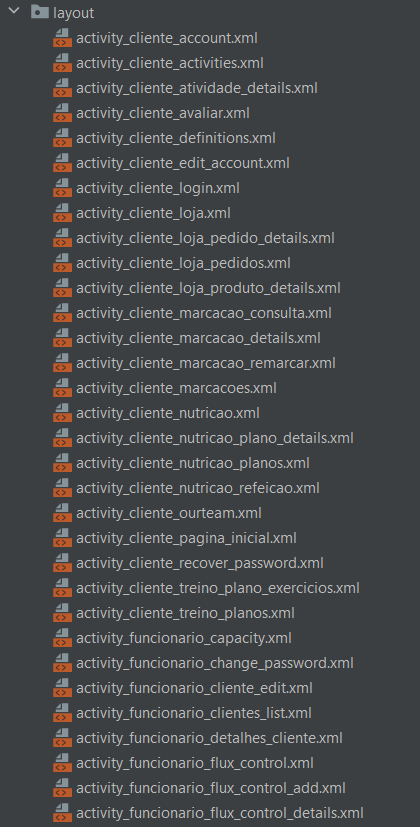 layout
activity_cliente_account.xml
activity_cliente_activities.xml
activity_cliente_atividade_details.xml
activity_cliente_avaliar.xml
activity_cliente_definitions.xml
activity_cliente_edit_account.xml
activity_cliente_login.xml
activity_cliente_loja.xml
activity_cliente_loja_pedido_details.xml
activity_cliente_loja_pedidos.xml
activity_cliente_loja_produto_details.xml
activity_cliente_marcacao_consulta.xml
activity_cliente_marcacao_details.xml
activity_cliente_marcacao_remarcar.xml
activity_cliente_marcacoes.xml
activity_cliente_nutricao.xml
activity_cliente_nutricao_plano_details.xml
activity_cliente_nutricao_planos.xml
activity_cliente_nutricao_refeicao.xml
activity_cliente_ourteam.xml
activity_cliente_pagina_inicial.xml
activity_cliente_recover_password.xml
activity_cliente_treino_plano_exercicios.xml
activity_cliente_treino_planos.xml
activity_funcionario_capacity.xml
activity_funcionario_change_password.xml
activity_funcionario_cliente_edit.xml
activity_funcionario_clientes_list.xml
activity_funcionario_detalhes_cliente.xml
activity_funcionario_flux_control.xml
activity_funcionario_flux_control_add.xml
activity_funcionario_flux_control_details.xml